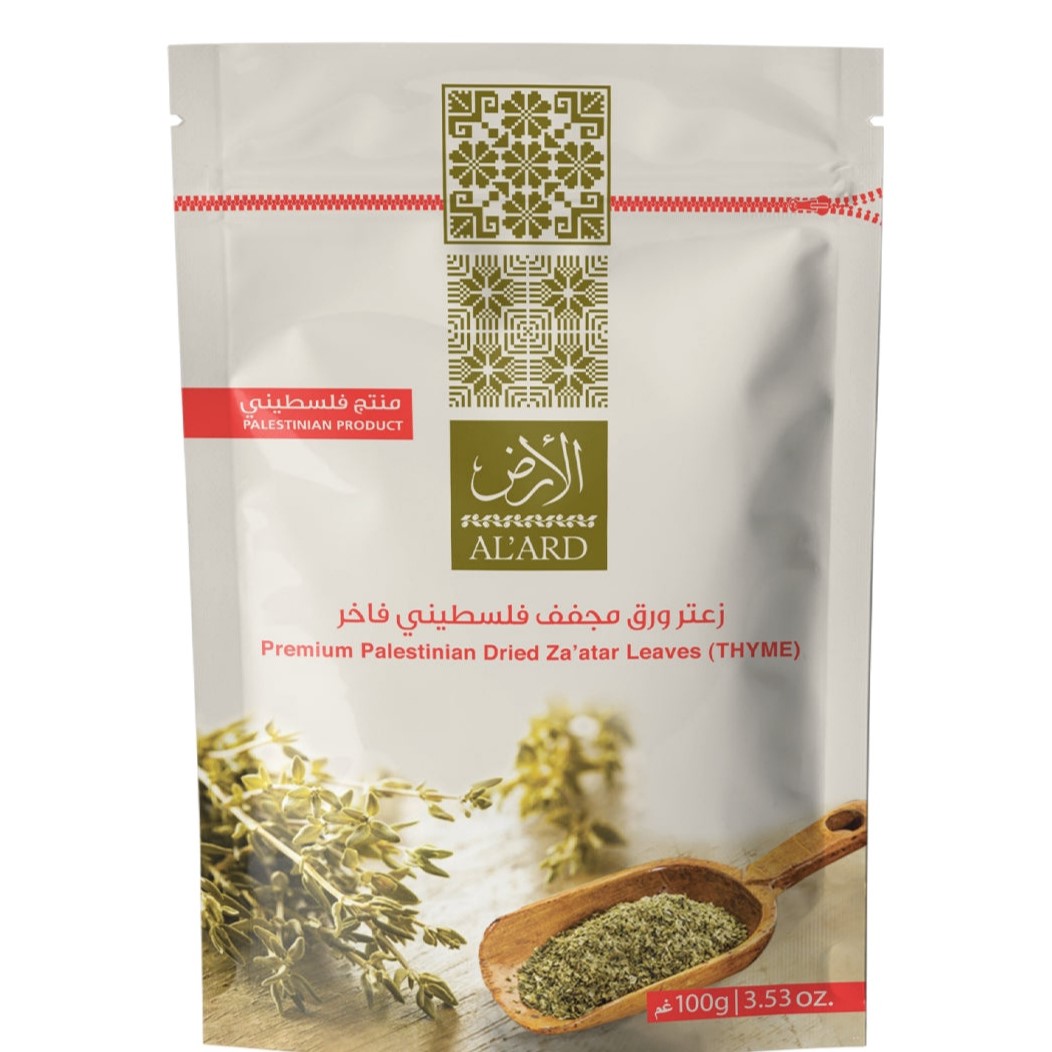 منتج فلسطيني
PALESTINIAN PRODUCT
الأرض
AL'ARD
زعتر ورق مجفف فلسطيني فاخر
Premium Palestinian Dried Za'atar Leaves (THYME)
غم 100g | 3.53 oz.